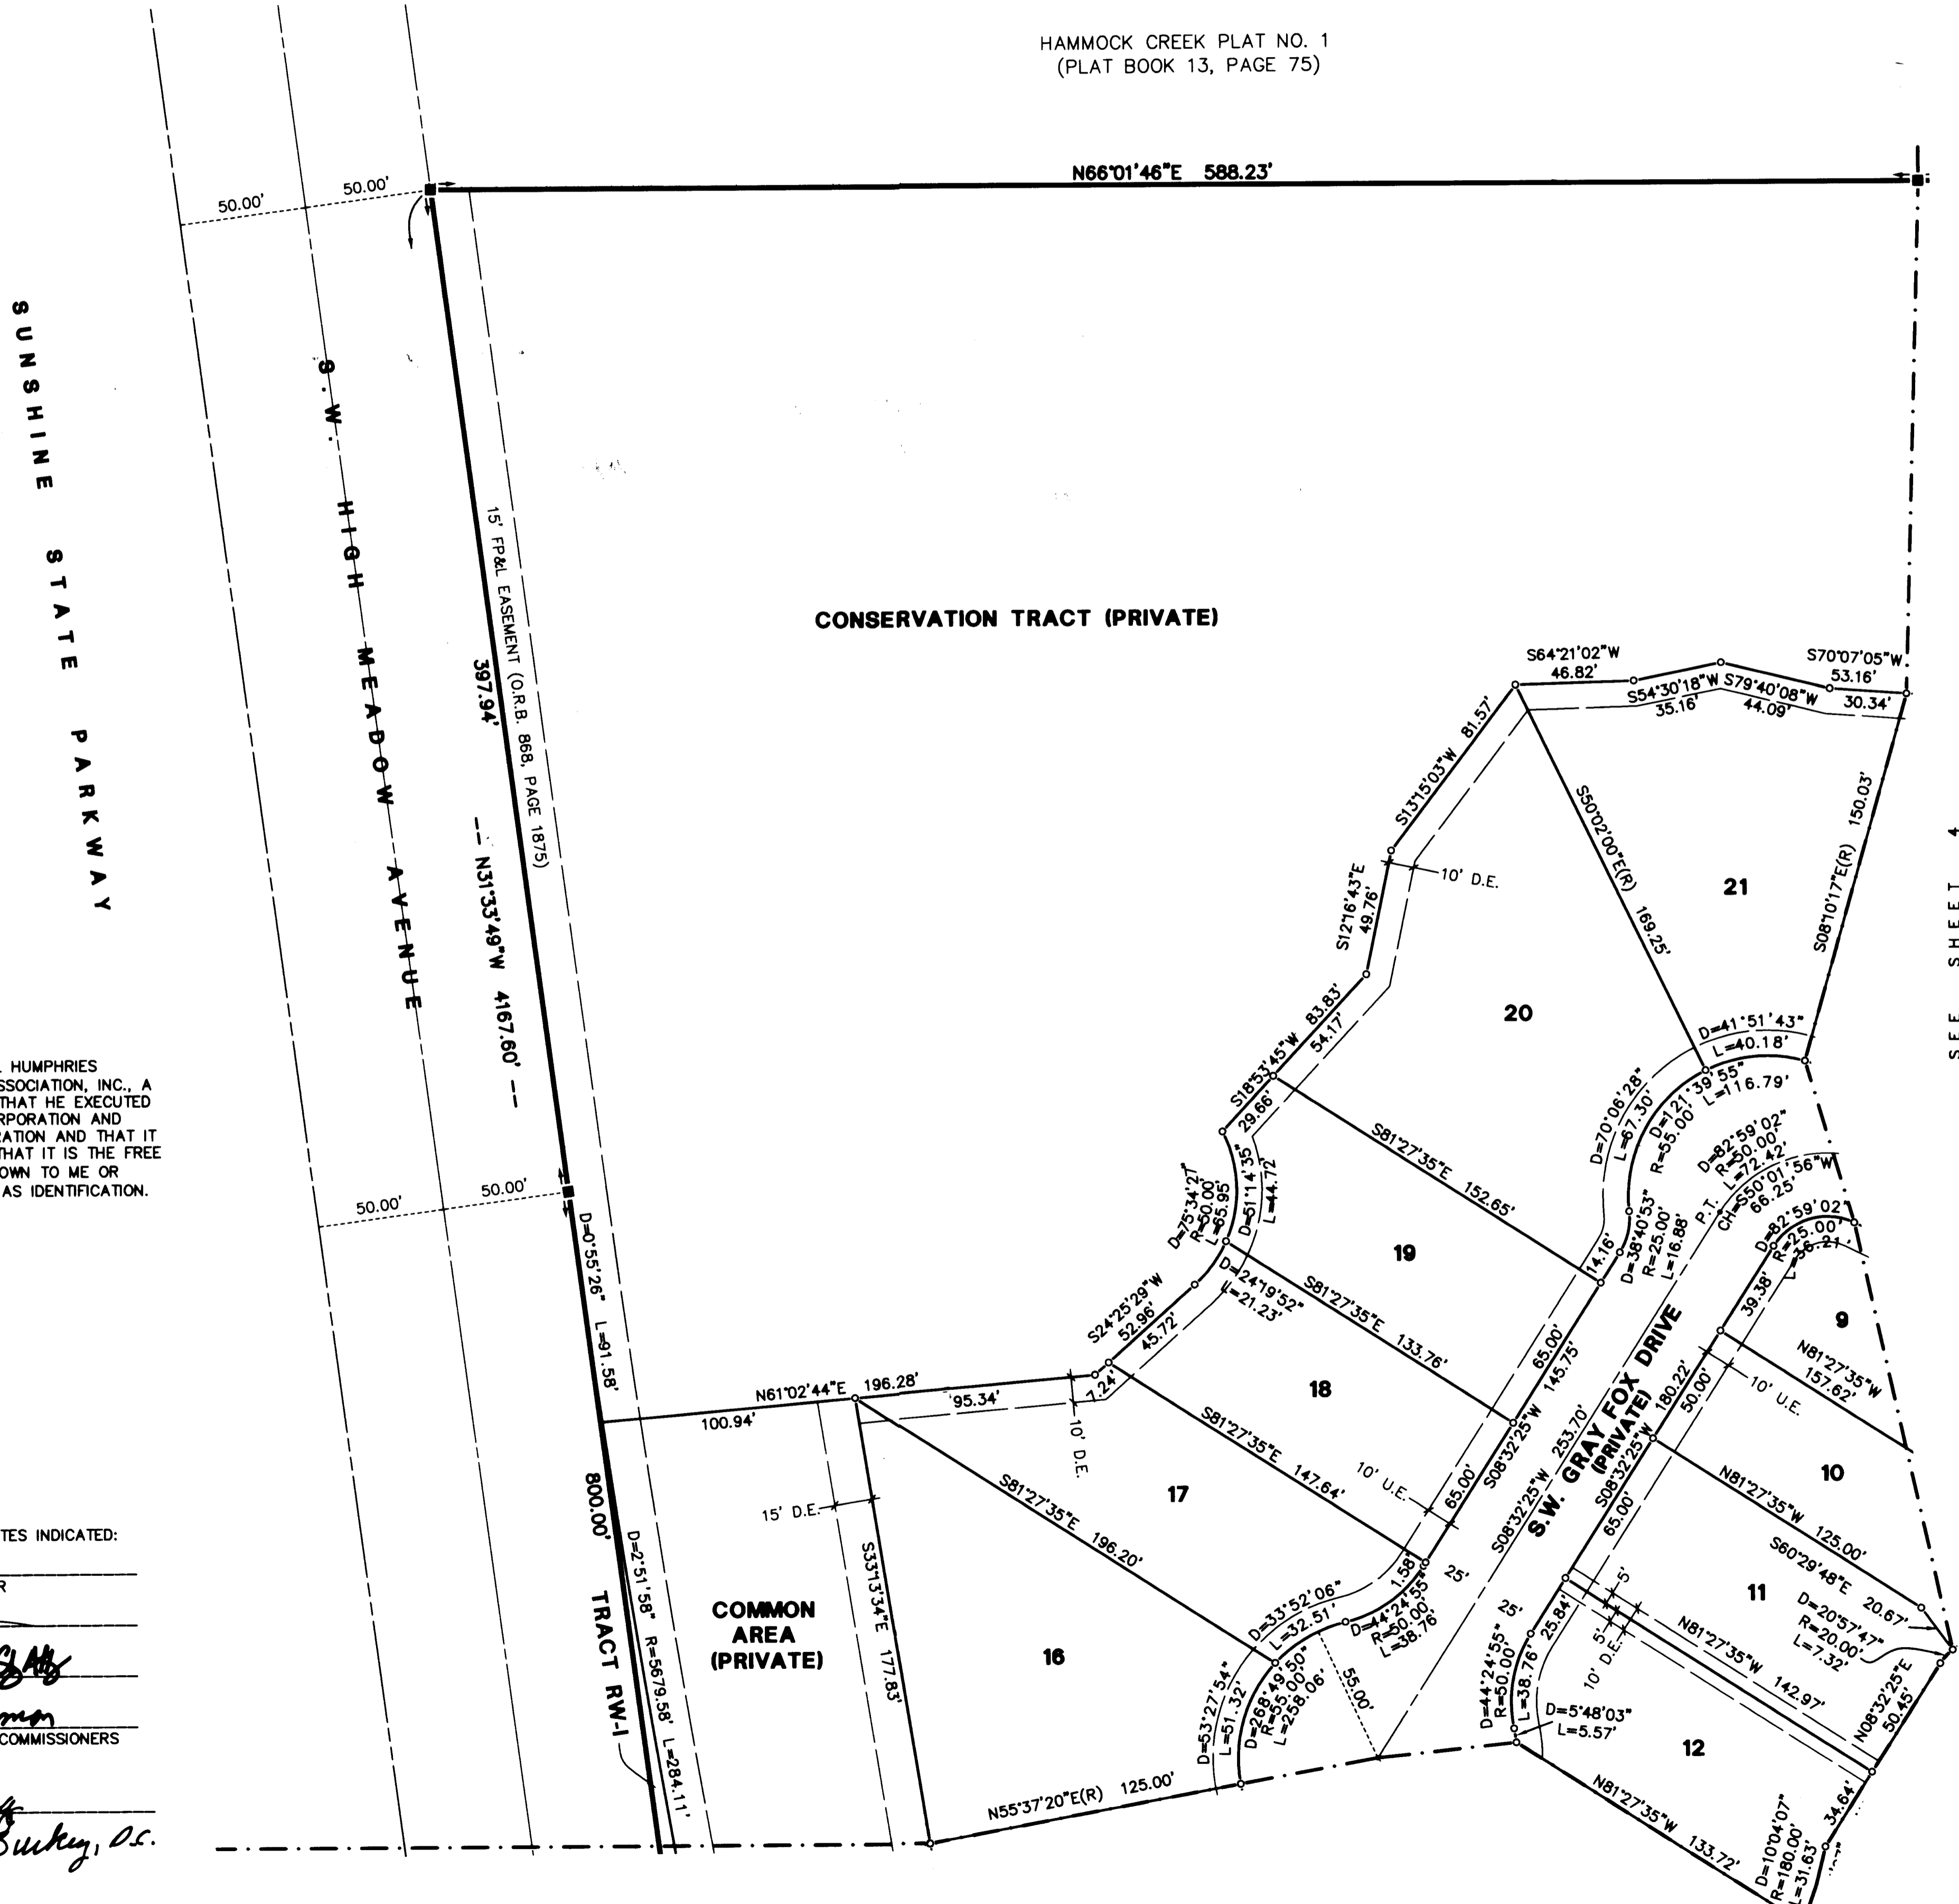 HAMMOCK CREEK PLAT NO. 1
(PLAT BOOK 13, PAGE 75)
N66°01'46"E 588.23'
50.00'
50.00'
SUNSHINE STATE PARKWAY
S.W. HIGH MEADOW AVENUE
15' FP&L EASEMENT (O.R.B. 868, PAGE 1875)
397.94'
-- N31°33'49"W 4167.60' --
CONSERVATION TRACT (PRIVATE)
S64°21'02"W
46.82'
S54°30'18"W
35.16'
S79°40'08"W
44.09'
S70°07'05"W
53.16'
30.34'
S13°15'03"W 81.57'
S50°02'00"E(R) 169.25'
S08°10'17"E(R) 150.03'
21
SEE SHEET 4
10' D.E.
S12°16'43"E
49.76'
20
S18°53'45"W 83.83'
54.17'
29.66'
D=41°51'43"
L=40.18'
D=121°39'55"
R=55.00'
L=116.79'
D=70°06'28"
L=67.30'
D=82°59'02"
R=50.00'
L=72.42'
CH=S50°01'56"W
66.25'
P.T.
D=82°59'02"
R=25.00'
L=36.21'
D=38°40'53"
R=25.00'
L=16.88'
14.16'
S81°27'35"E 152.65'
D=75°34'27"
R=50.00'
L=65.95'
D=51°14'35"
L=44.72'
19
D=24°19'52"
L=21.23'
S81°27'35"E 133.76'
65.00'
145.75'
S08°32'25"W
S24°25'29"W
52.96'
45.72'
7.24'
18
39.38'
9
N81°27'35"W
157.62'
10' U.E.
180.22'
50.00'
S08°32'25"W
S08°32'25"W 253.70'
S.W. GRAY FOX DRIVE
(PRIVATE)
L HUMPHRIES
SSOCIATION, INC., A
THAT HE EXECUTED
RPORATION AND
RATION AND THAT IT
THAT IT IS THE FREE
OWN TO ME OR
AS IDENTIFICATION.
50.00'
50.00'
D=0°55'26" L=91.58'
N61°02'44"E 196.28'
100.94'
95.34'
10' D.E.
S81°27'35"E 147.64'
10' U.E.
65.00'
17
S81°27'35"E 196.20'
15' D.E.
800.00'
TRACT RW-1
D=2°51'58" R=5679.58' L=284.11'
S33°13'34"E 177.83'
COMMON
AREA
(PRIVATE)
16
D=33°52'06"
L=32.51'
D=44°24'55"
R=50.00'
L=38.76'
1.58'
25'
25'
D=53°27'54"
L=51.32'
D=268°49'50"
R=55.00'
L=258.06'
55.00'
N55°37'20"E(R) 125.00'
10
N81°27'35"W 125.00'
65.00'
S60°29'48"E 20.67'
11
D=20°57'47"
R=20.00'
L=7.32'
5'
5'
10' D.E.
N81°27'35"W 142.97'
25.84'
D=44°24'55"
R=50.00'
L=38.76'
D=5°48'03"
L=5.57'
N08°32'25"E
50.45'
12
34.64'
N81°27'35"W 133.72'
D=10°04'07"
R=180.00'
L=31.63'
TES INDICATED:
R
COMMISSIONERS
Burkey, D.C.